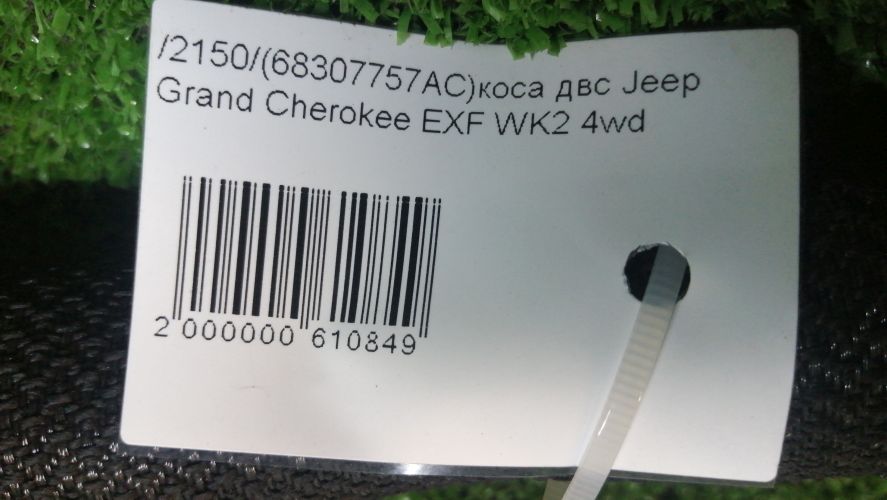 /2150/(68307757AC)коса двс Jeep
Grand Cherokee EXF WK2 4wd
2 000000 610849